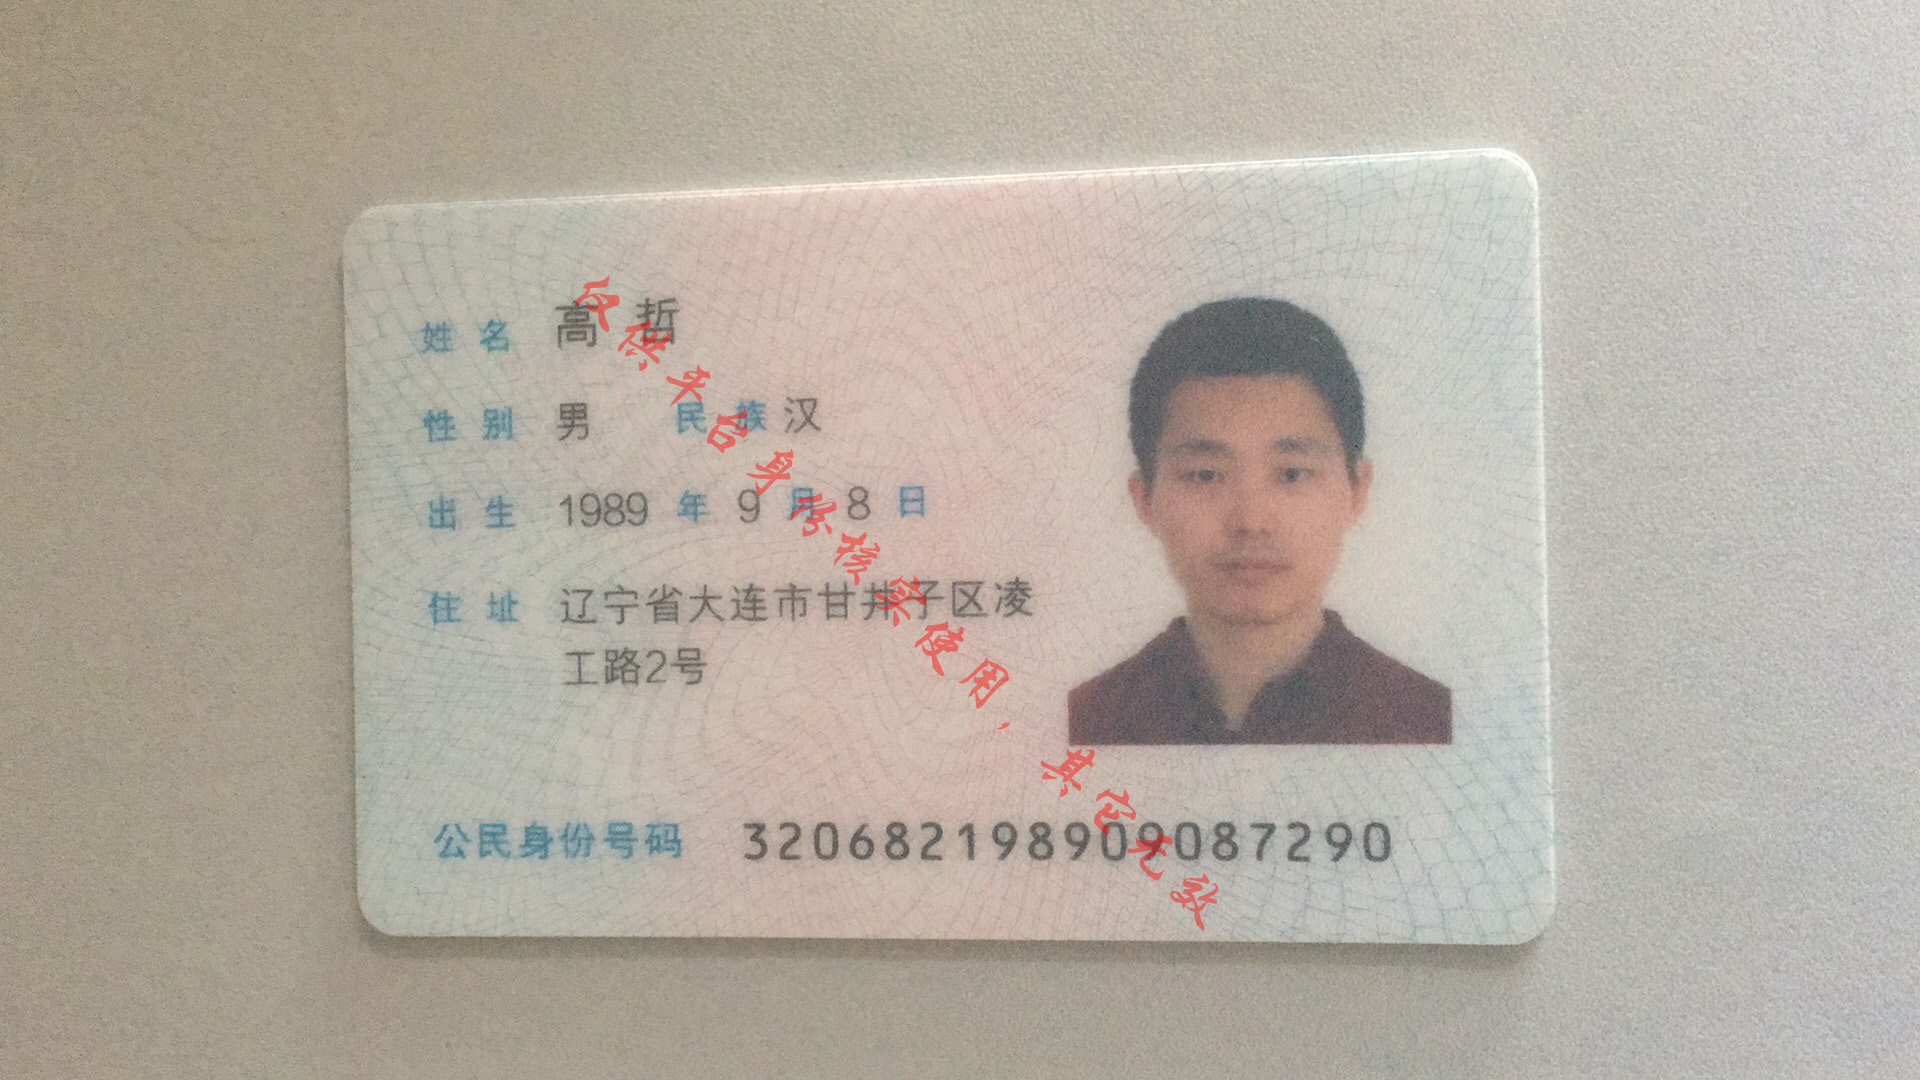 姓名 高哲
性别 男 民族 汉
出生 1989 年 9 月 8 日
住址 辽宁省大连市甘井子区凌
工路2号
公民身份号码 320682198909087290
仅供平台身份核实使用，其它无效